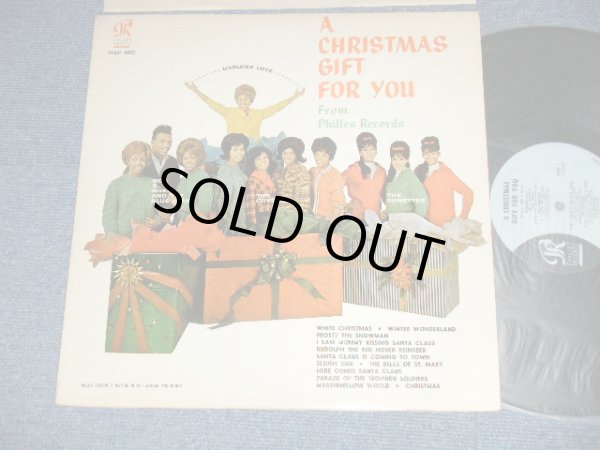 A
CHRISTMAS
GIFT
FOR YOU
From
Philles Records
DARLENE LOVE
THE
THE
RONETTES
SOLD OUT
WHITE CHRISTMAS • WINTER WONDERLAND
FROSTY THE SNOWMAN
I SAW MOMMY KISSING SANTA CLAUS
RUDOLPH THE RED NOSED REINDEER
SANTA CLAUS IS COMING TO TOWN
SLEIGH RIDE • THE BELLS OF ST. MARY
HERE COMES SANTA CLAUS
PARADE OF THE WOODEN SOLDIERS
MARSHMELLOW WORLD • CHRISTMAS
A CHRISTMAS
GIFT FOR YOU